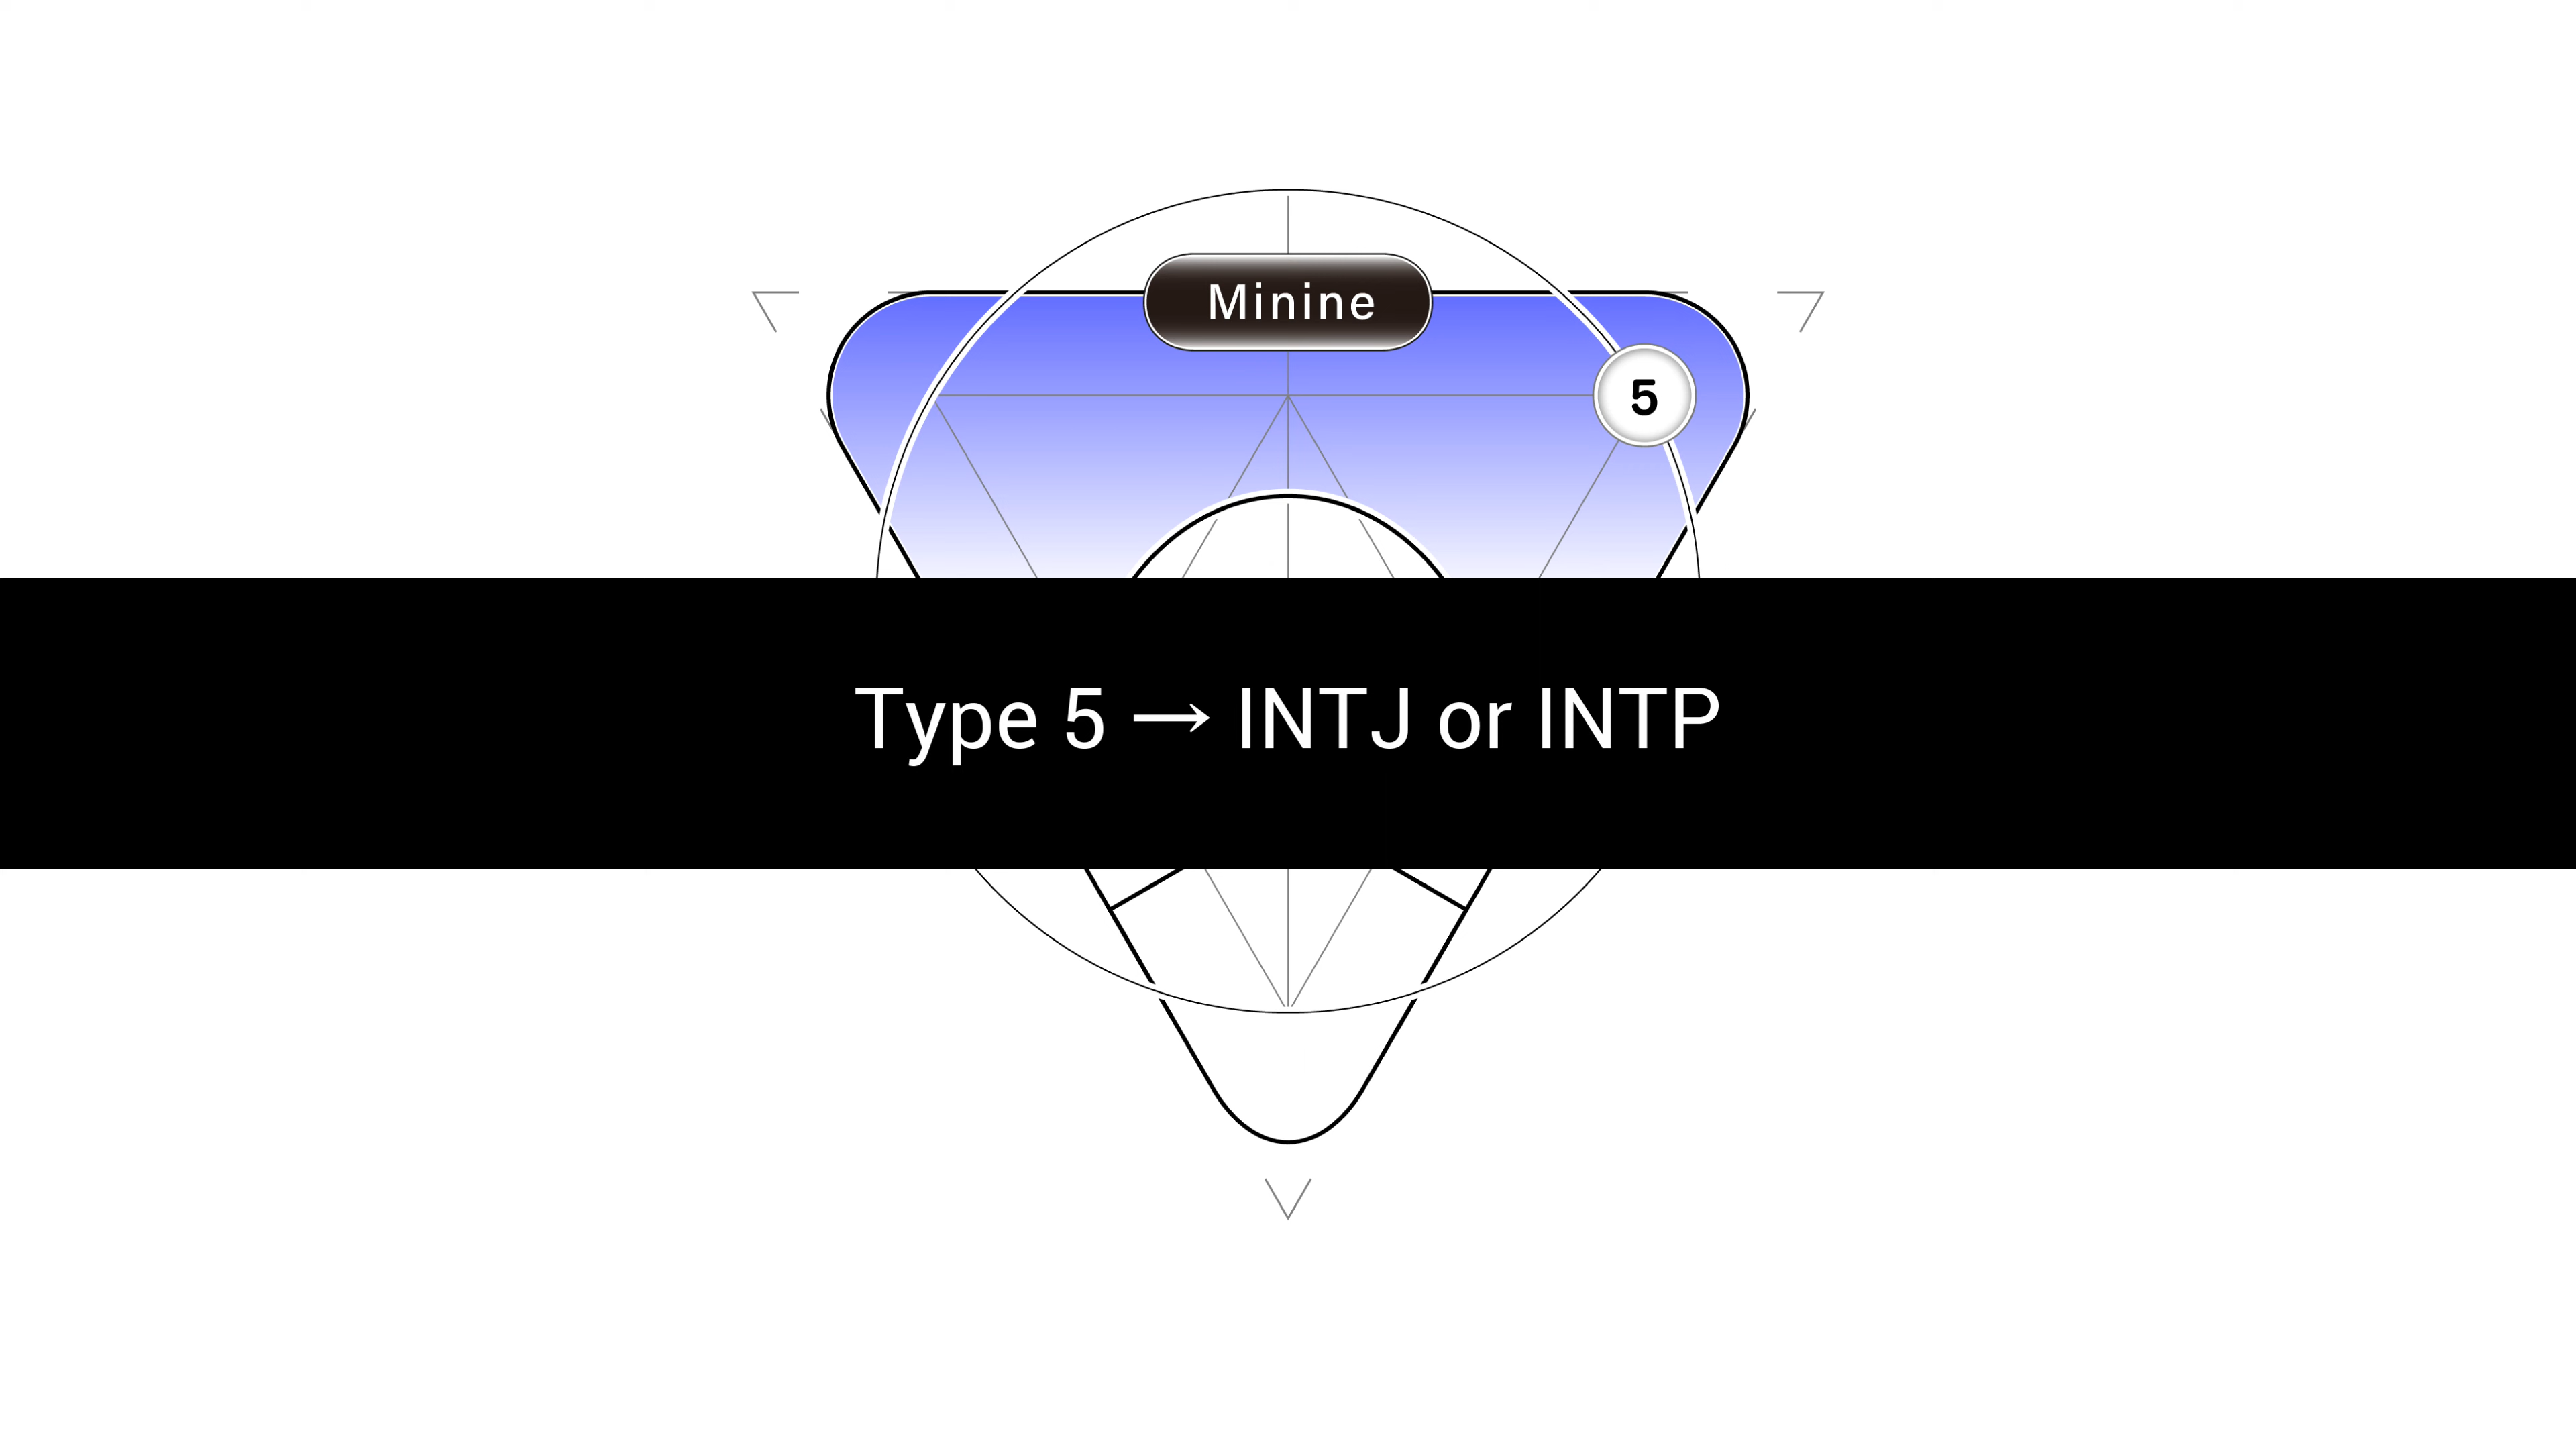 Minine
5
Type 5 → INTJ or INTP